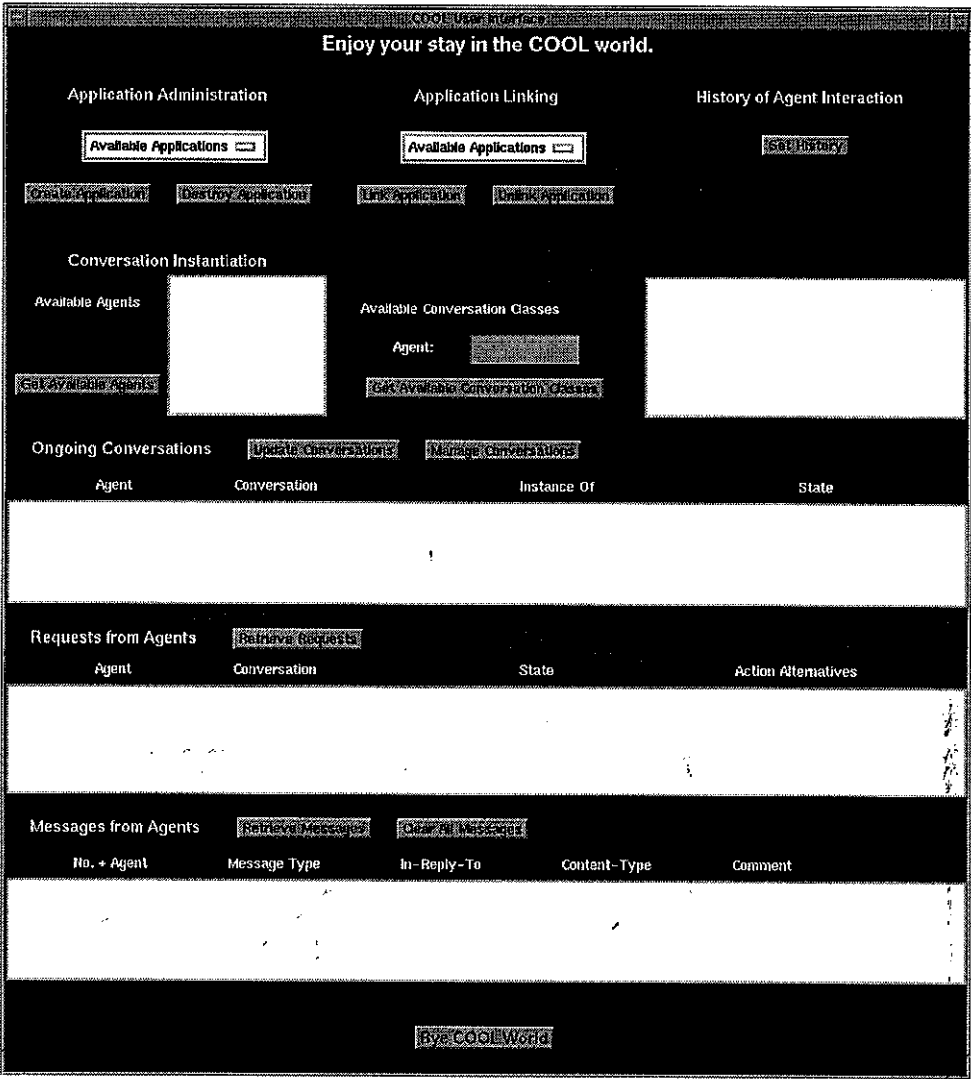 COOL User Interface
Enjoy your stay in the COOL world.
Application Administration Application Linking History of Agent Interaction
Available Applications Available Applications Get History
Create Application Destroy Application Link Application Unlink Application
Conversation Instantiation
Available Agents Available Conversation Classes
Agent:
Get Available Agents Get Available Conversation Classes
Ongoing Conversations Update Conversations Manage Conversations
Agent Conversation Instance Of State
Requests from Agents Retrieve Requests
Agent Conversation State Action Alternatives
Messages from Agents Retrieve Messages Clear All Messages
No. + Agent Message Type In-Reply-To Content-Type Comment
Bye COOL World